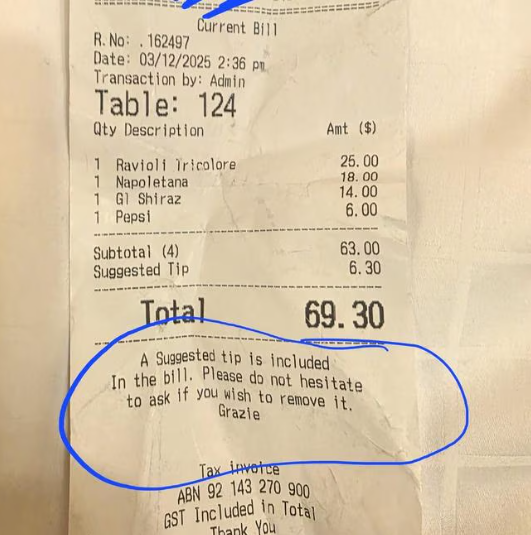 Current Bill
R.No: . 162497
Date: 03/12/2025 2:36 pm
Transaction by: Admin
Table: 124
Qty Description Amt ($)
1 Ravioli Tricolore 25.00
1 Napoletana 18.00
1 Gl Shiraz 14.00
1 Pepsi 6.00
Subtotal (4) 63.00
Suggested Tip 6.30
Total 69.30
A Suggested tip is included
In the bill. Please do not hesitate
to ask if you wish to remove it.
Grazie
Tax invoice
ABN 92 143 270 900
GST Included in Total
Thank You